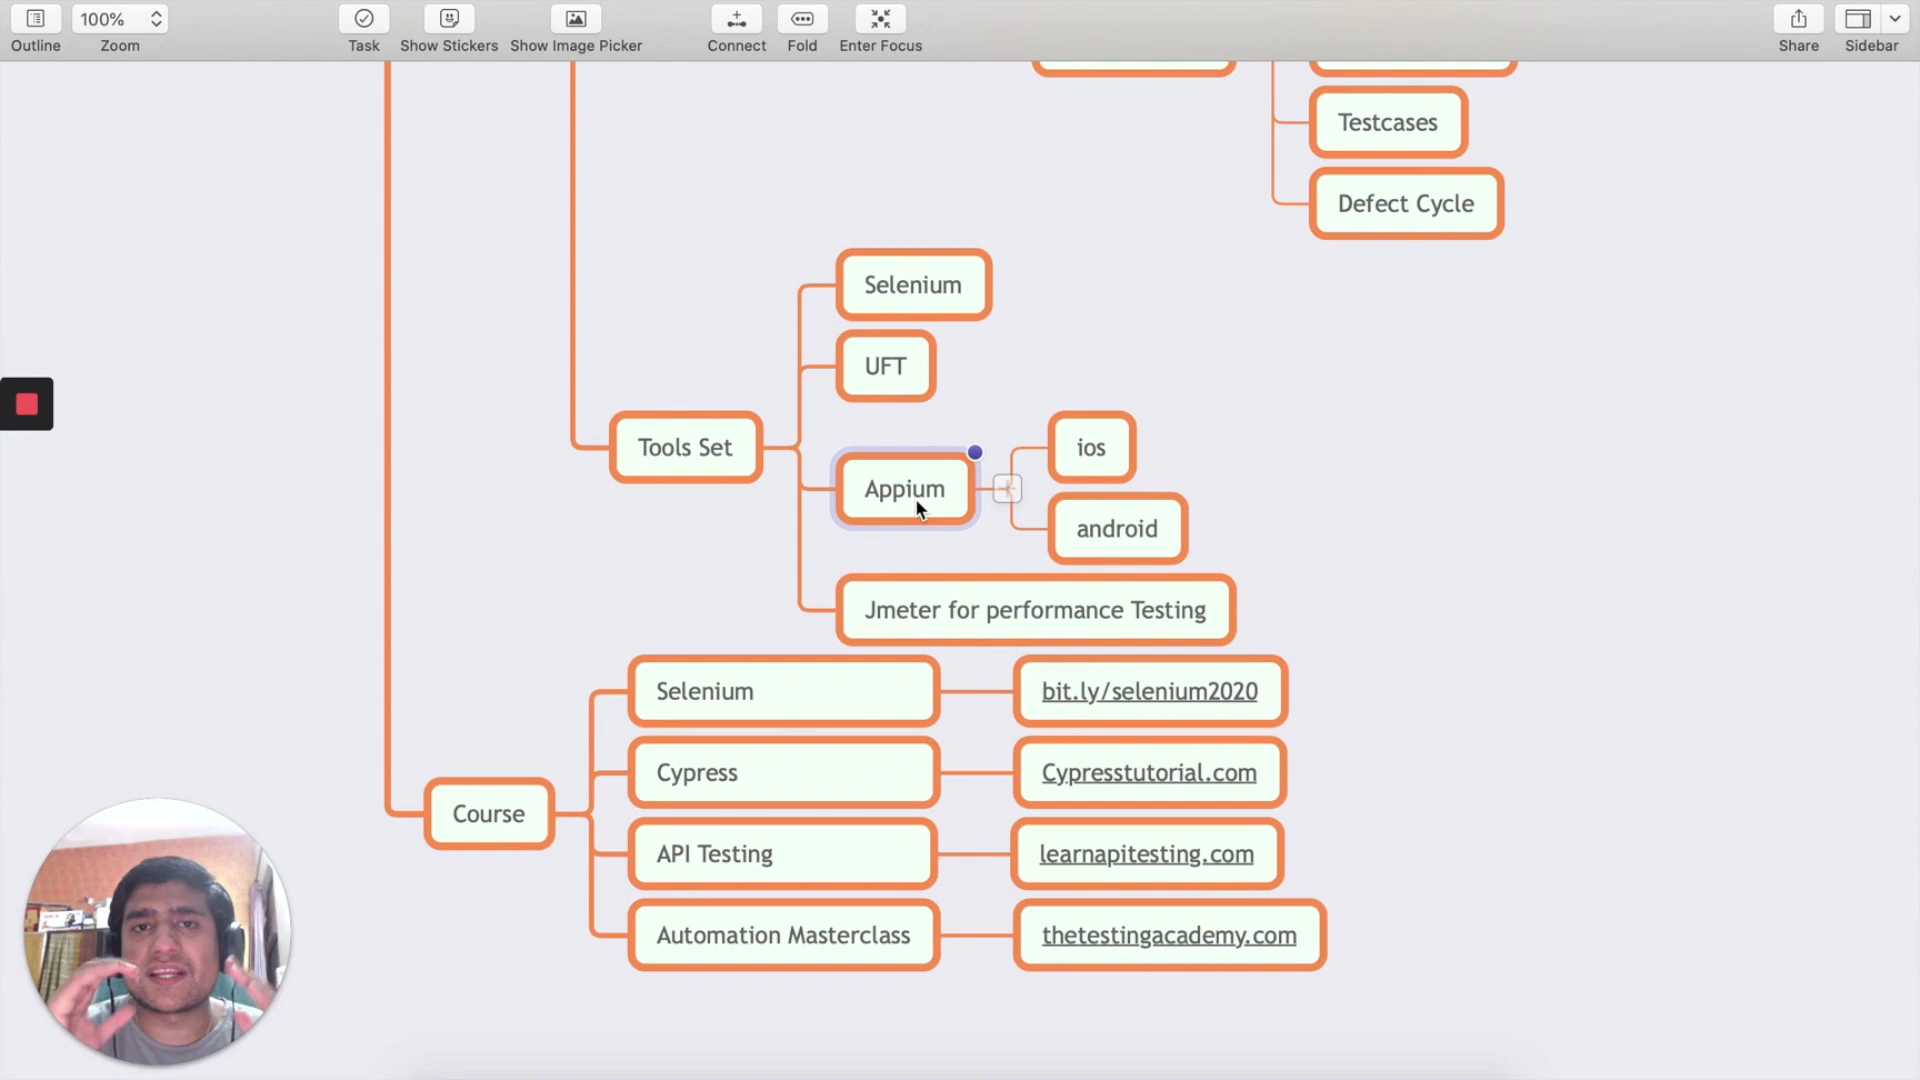 100%
Outline
Zoom
Task
Show Stickers
Show Image Picker
Connect
Fold
Enter Focus
Share
Sidebar
Testcases
Defect Cycle
Selenium
UFT
Tools Set
Appium
ios
android
Jmeter for performance Testing
Course
Selenium
bit.ly/selenium2020
Cypress
Cypresstutorial.com
API Testing
learnapitesting.com
Automation Masterclass
thetestingacademy.com